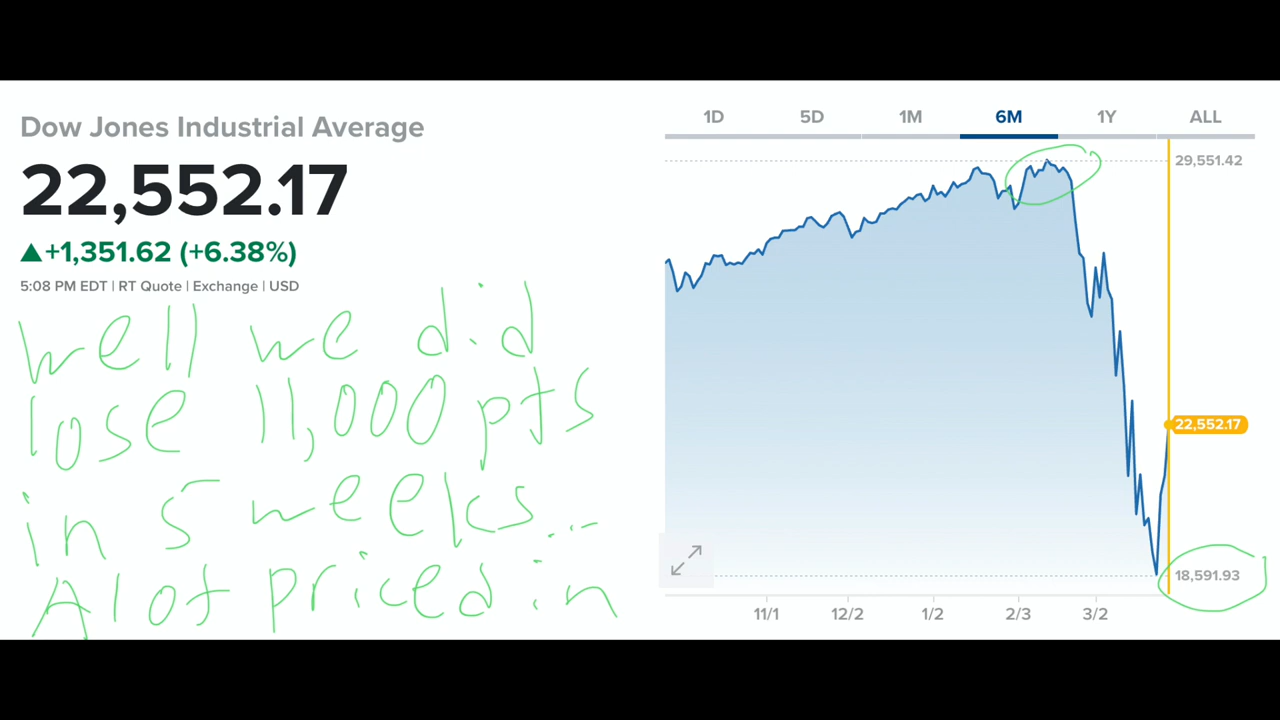 Dow Jones Industrial Average
22,552.17
▲+1,351.62 (+6.38%)
5:08 PM EDT | RT Quote | Exchange | USD
well we did
lose 11,000 pts
in 5 weeks...
A lot priced in
1D 5D 1M 6M 1Y ALL
29,551.42
22,552.17
18,591.93
11/1 12/2 1/2 2/3 3/2